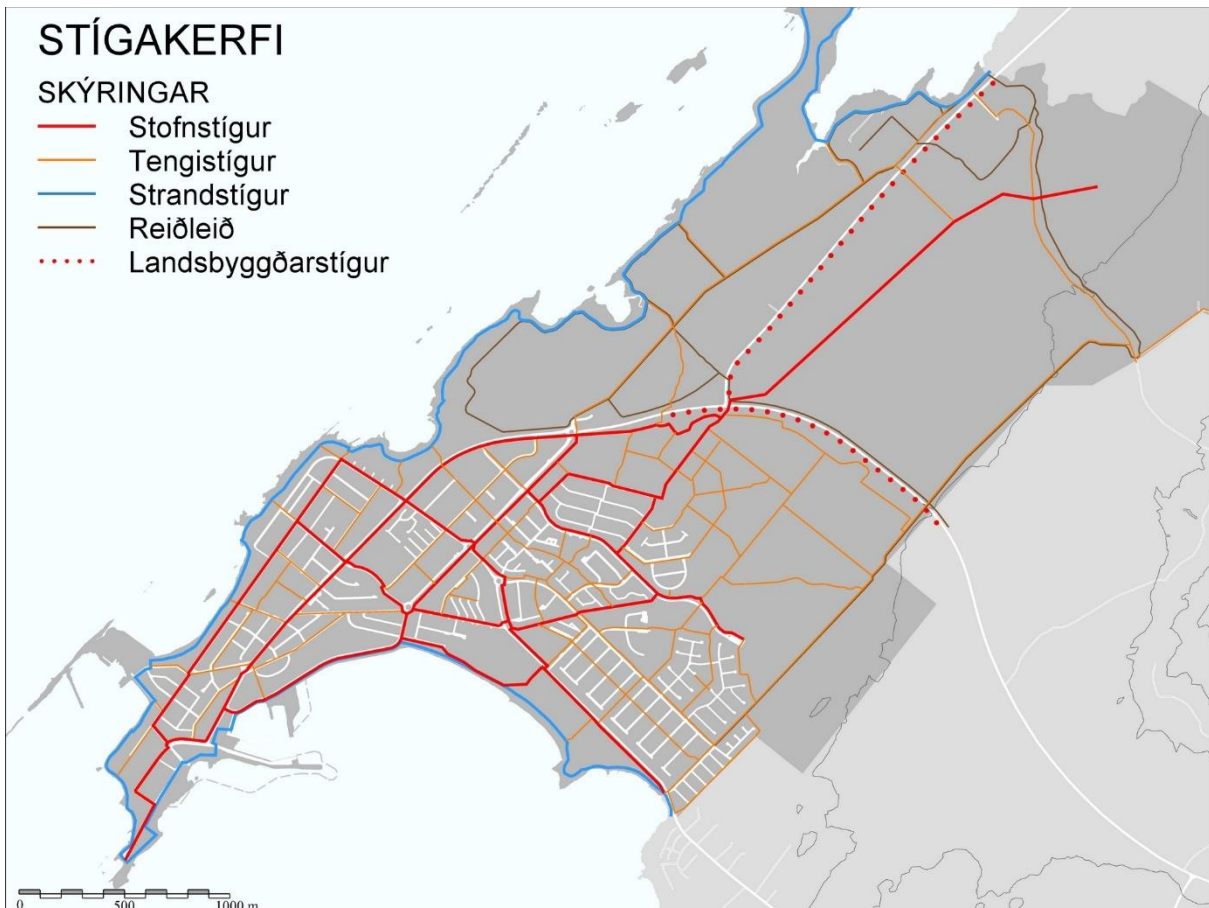 STÍGAKERFI
SKÝRINGAR
Stofnstígur
Tengistígur
Strandstígur
Reiðleið
Landsbyggðarstígur
0 500 1000 m